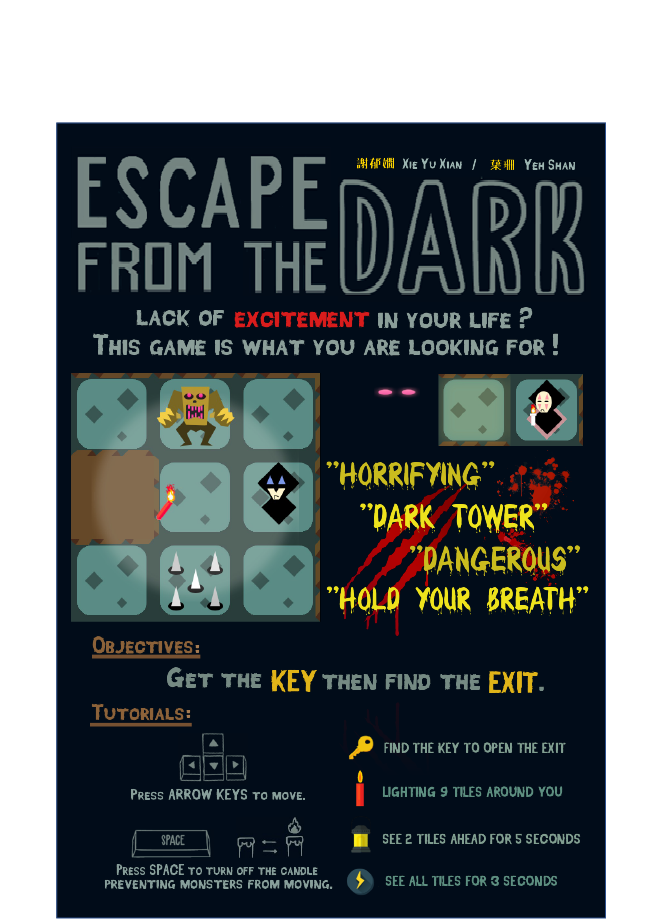 ESCAPE
FROM THE DARK
謝郁嫻 XIE YU XIAN / 葉珊 YEH SHAN
LACK OF EXCITEMENT IN YOUR LIFE ?
THIS GAME IS WHAT YOU ARE LOOKING FOR !
"HORRIFYING"
"DARK TOWER"
"DANGEROUS"
"HOLD YOUR BREATH"
OBJECTIVES:
GET THE KEY THEN FIND THE EXIT.
TUTORIALS:
PRESS ARROW KEYS TO MOVE.
SPACE
PRESS SPACE TO TURN OFF THE CANDLE
PREVENTING MONSTERS FROM MOVING.
FIND THE KEY TO OPEN THE EXIT
LIGHTING 9 TILES AROUND YOU
SEE 2 TILES AHEAD FOR 5 SECONDS
SEE ALL TILES FOR 3 SECONDS